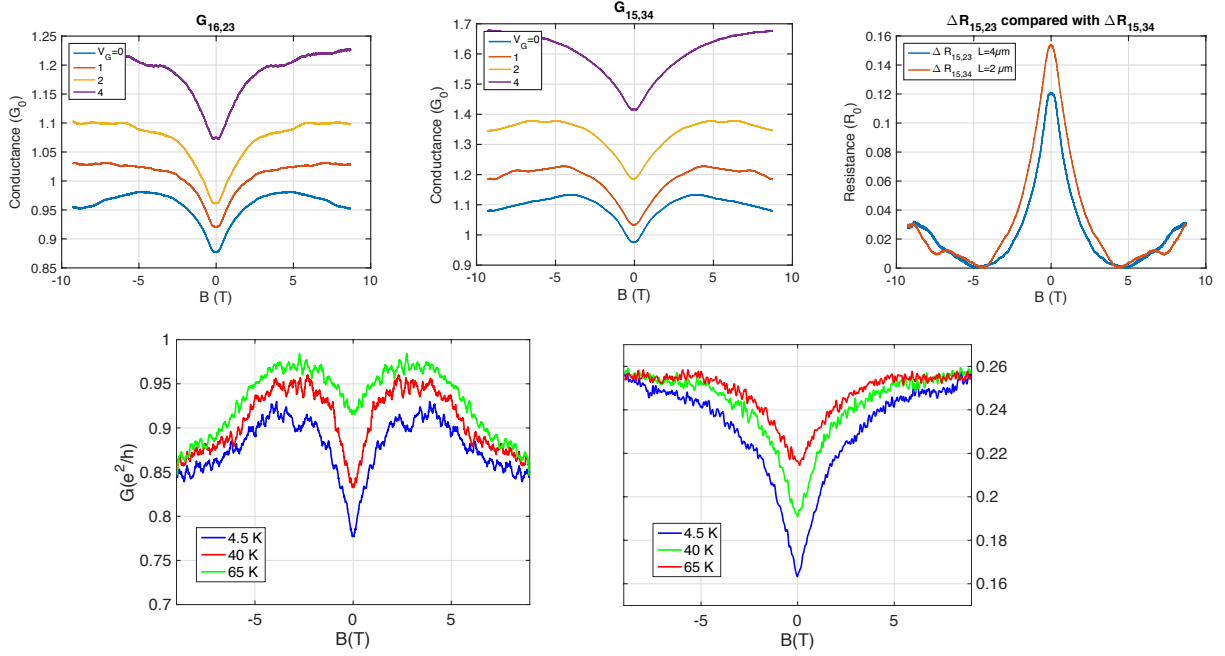 G16,23
Conductance (G0)
1.25
1.2
1.15
1.1
1.05
1
0.95
0.9
0.85
VG=0
1
2
4
-10 -5 0 5 10
B (T)
G15,34
Conductance (G0)
1.7
1.6
1.5
1.4
1.3
1.2
1.1
1
0.9
VG=0
1
2
4
-10 -5 0 5 10
B (T)
ΔR15,23 compared with ΔR15,34
Resistance (R0)
0.16
0.14
0.12
0.10
0.08
0.06
0.04
0.02
0
Δ R15,23 L=4μm
Δ R15,34 L=2 μm
-10 -5 0 5 10
B (T)
G(e2/h)
1
0.95
0.9
0.85
0.8
0.75
0.7
4.5 K
40 K
65 K
-5 0 5
B(T)
0.26
0.24
0.22
0.2
0.18
0.16
4.5 K
40 K
65 K
-5 0 5
B(T)